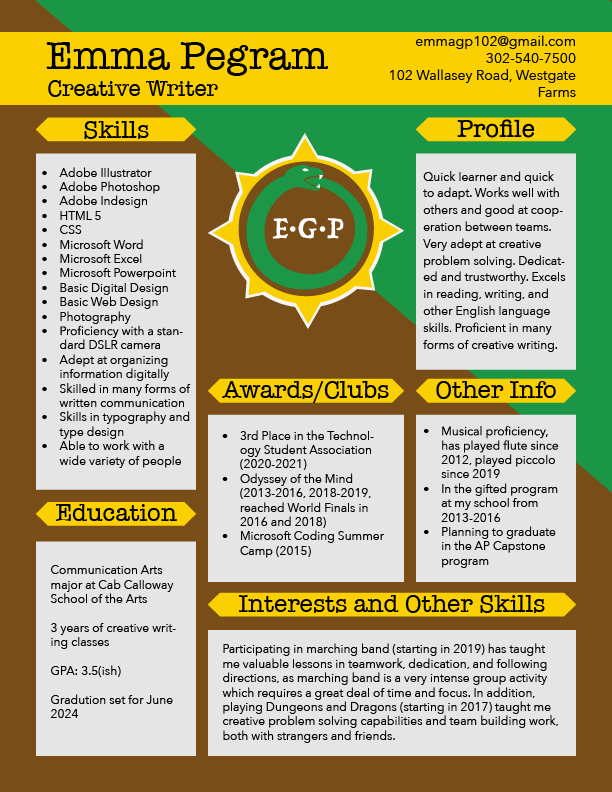 Emma Pegram
Creative Writer
emmagp102@gmail.com
302-540-7500
102 Wallasey Road, Westgate
Farms
Skills
• Adobe Illustrator
• Adobe Photoshop
• Adobe Indesign
• HTML 5
• CSS
• Microsoft Word
• Microsoft Excel
• Microsoft Powerpoint
• Basic Digital Design
• Basic Web Design
• Photography
• Proficiency with a stan-
dard DSLR camera
• Adept at organizing
information digitally
• Skilled in many forms of
written communication
• Skills in typography and
type design
• Able to work with a
wide variety of people
E•G•P
Profile
Quick learner and quick
to adapt. Works well with
others and good at coop-
eration between teams.
Very adept at creative
problem solving. Dedicat-
ed and trustworthy. Excels
in reading, writing, and
other English language
skills. Proficient in many
forms of creative writing.
Awards/Clubs
• 3rd Place in the Technol-
ogy Student Association
(2020-2021)
• Odyssey of the Mind
(2013-2016, 2018-2019,
reached World Finals in
2016 and 2018)
• Microsoft Coding Summer
Camp (2015)
Other Info
• Musical proficiency,
has played flute since
2012, played piccolo
since 2019
• In the gifted program
at my school from
2013-2016
• Planning to graduate
in the AP Capstone
program
Education
Communication Arts
major at Cab Calloway
School of the Arts
3 years of creative writ-
ing classes
GPA: 3.5(ish)
Gradution set for June
2024
Interests and Other Skills
Participating in marching band (starting in 2019) has taught
me valuable lessons in teamwork, dedication, and following
directions, as marching band is a very intense group activity
which requires a great deal of time and focus. In addition,
playing Dungeons and Dragons (starting in 2017) taught me
creative problem solving capabilities and team building work,
both with strangers and friends.